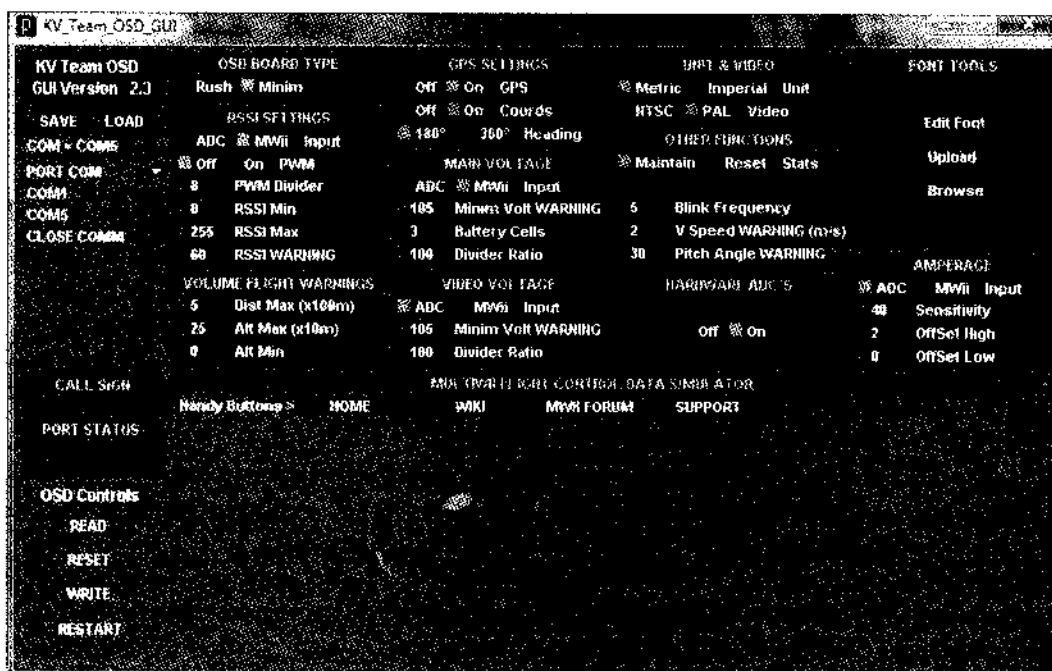 KV_Team_OSD_GUI
KV Team OSD
GUI Version 2.3
SAVE LOAD
COM = COM5
PORT COM
COM1
COM5
CLOSE COMM
CALL SIGN
PORT STATUS
OSD Controls
READ
RESET
WRITE
RESTART
OSD BOARD TYPE
Rush Minim
RSSI SETTINGS
ADC MWii Input
Off On PWM
8 PWM Divider
0 RSSI Min
255 RSSI Max
60 RSSI WARNING
VOLUME FLIGHT WARNINGS
5 Dist Max (x100m)
25 Alt Max (x10m)
0 Alt Min
GPS SETTINGS
Off On GPS
Off On Coords
180° 360° Heading
MAIN VOLTAGE
ADC MWii Input
105 Minim Volt WARNING
3 Battery Cells
100 Divider Ratio
VIDEO VOLTAGE
ADC MWii Input
105 Minim Volt WARNING
100 Divider Ratio
UNIT & VIDEO
Metric Imperial Unit
NTSC PAL Video
OTHER FUNCTIONS
Maintain Reset Stats
5 Blink Frequency
2 V Speed WARNING (m/s)
30 Pitch Angle WARNING
HARDWARE ADC'S
Off On
FONT TOOLS
Edit Font
Upload
Browse
AMPERAGE
ADC MWii Input
40 Sensitivity
2 OffSet High
0 OffSet Low
MULTIWII FLIGHT CONTROL DATA SIMULATOR
Handy Buttons > HOME WIKI MWii FORUM SUPPORT